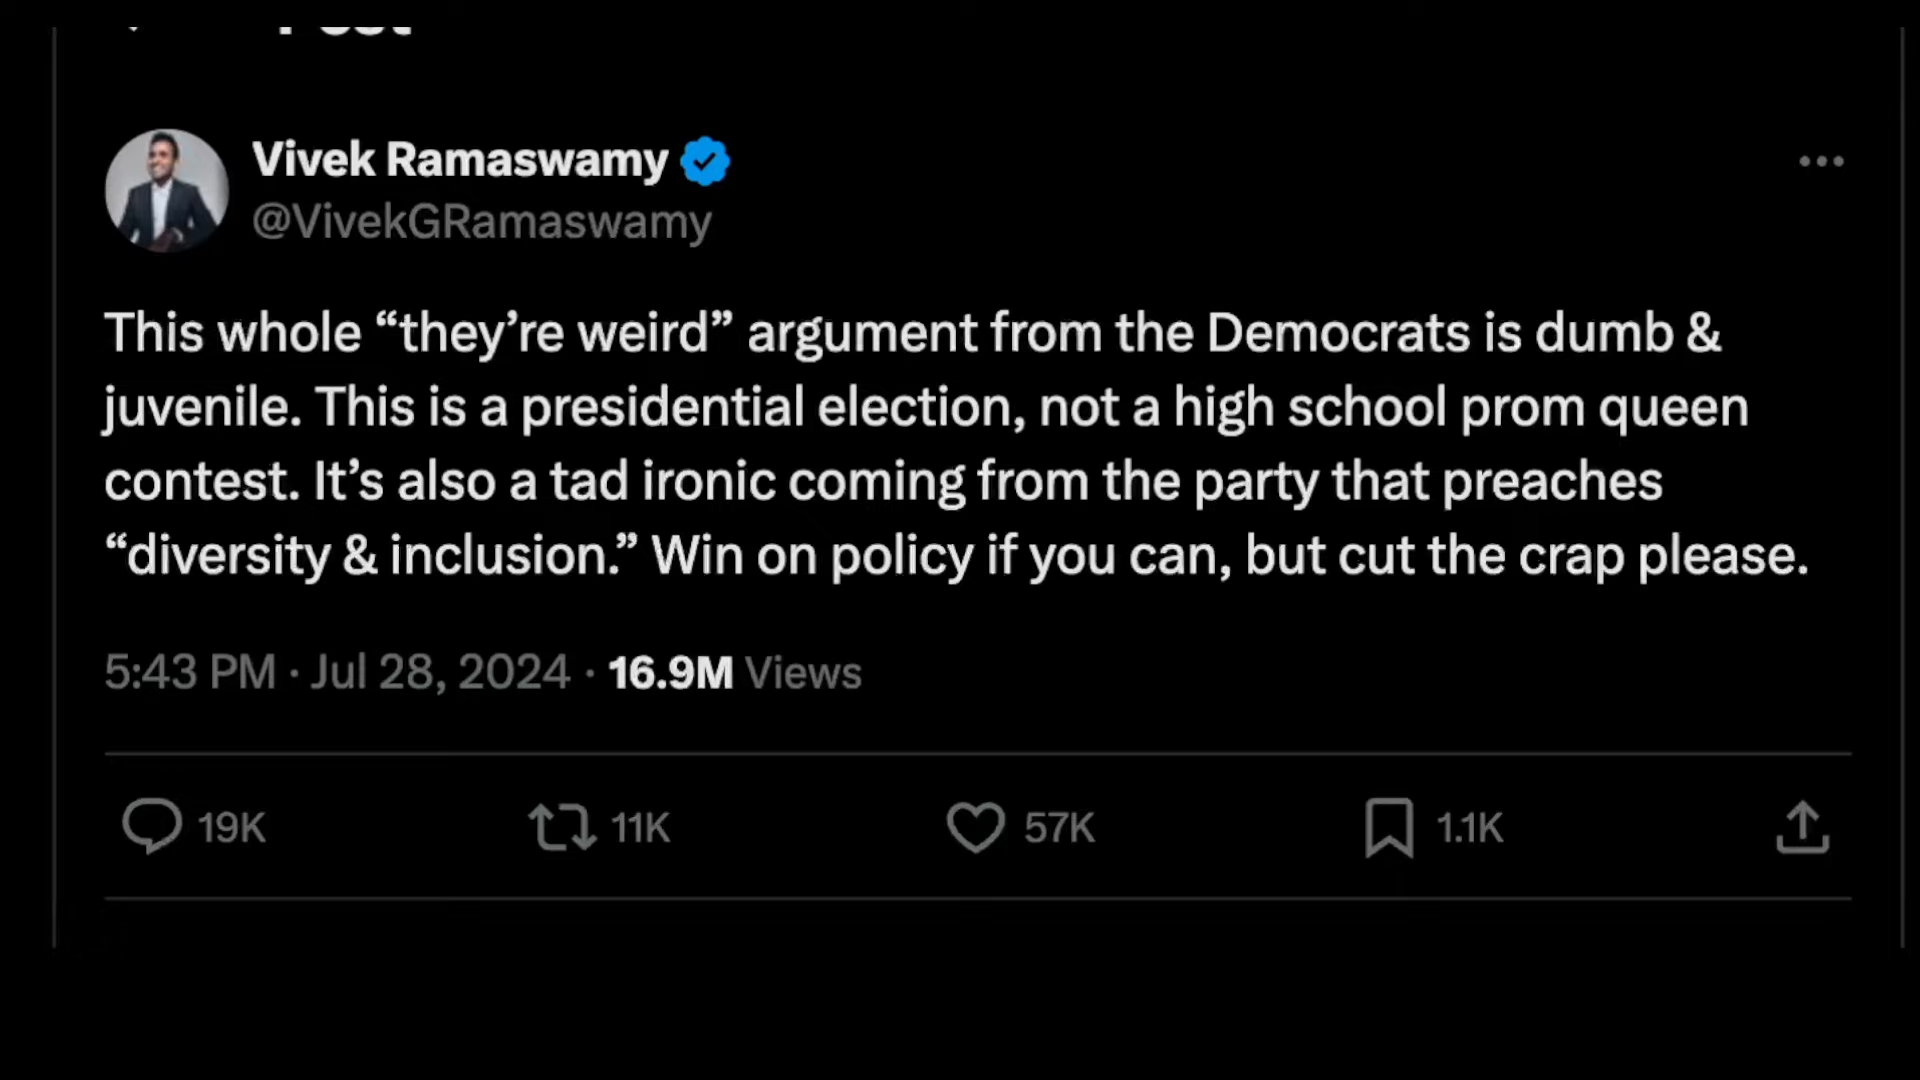 Post
Vivek Ramaswamy
@VivekGRamaswamy
This whole “they’re weird” argument from the Democrats is dumb &
juvenile. This is a presidential election, not a high school prom queen
contest. It’s also a tad ironic coming from the party that preaches
“diversity & inclusion.” Win on policy if you can, but cut the crap please.
5:43 PM · Jul 28, 2024 · 16.9M Views
19K 11K 57K 1.1K